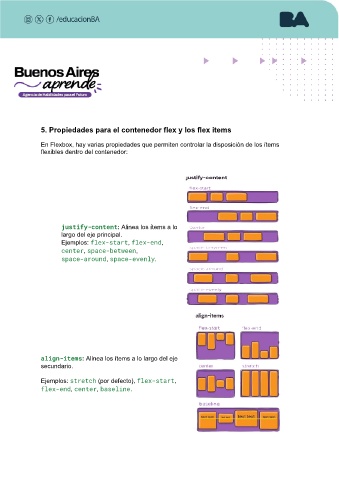 /educacionBA
BA
Buenos Aires
aprende
Agencia de Habilidades para el Futuro
5. Propiedades para el contenedor flex y los flex items
En Flexbox, hay varias propiedades que permiten controlar la disposición de los ítems
flexibles dentro del contenedor:
justify-content
flex-start
flex-end
center
space-between
space-around
space-evenly
justify-content: Alinea los ítems a lo
largo del eje principal.
Ejemplos: flex-start, flex-end,
center, space-between,
space-around, space-evenly.
align-items
flex-start flex-end
center stretch
baseline
align-items: Alinea los ítems a lo largo del eje
secundario.
Ejemplos: stretch (por defecto), flex-start,
flex-end, center, baseline.